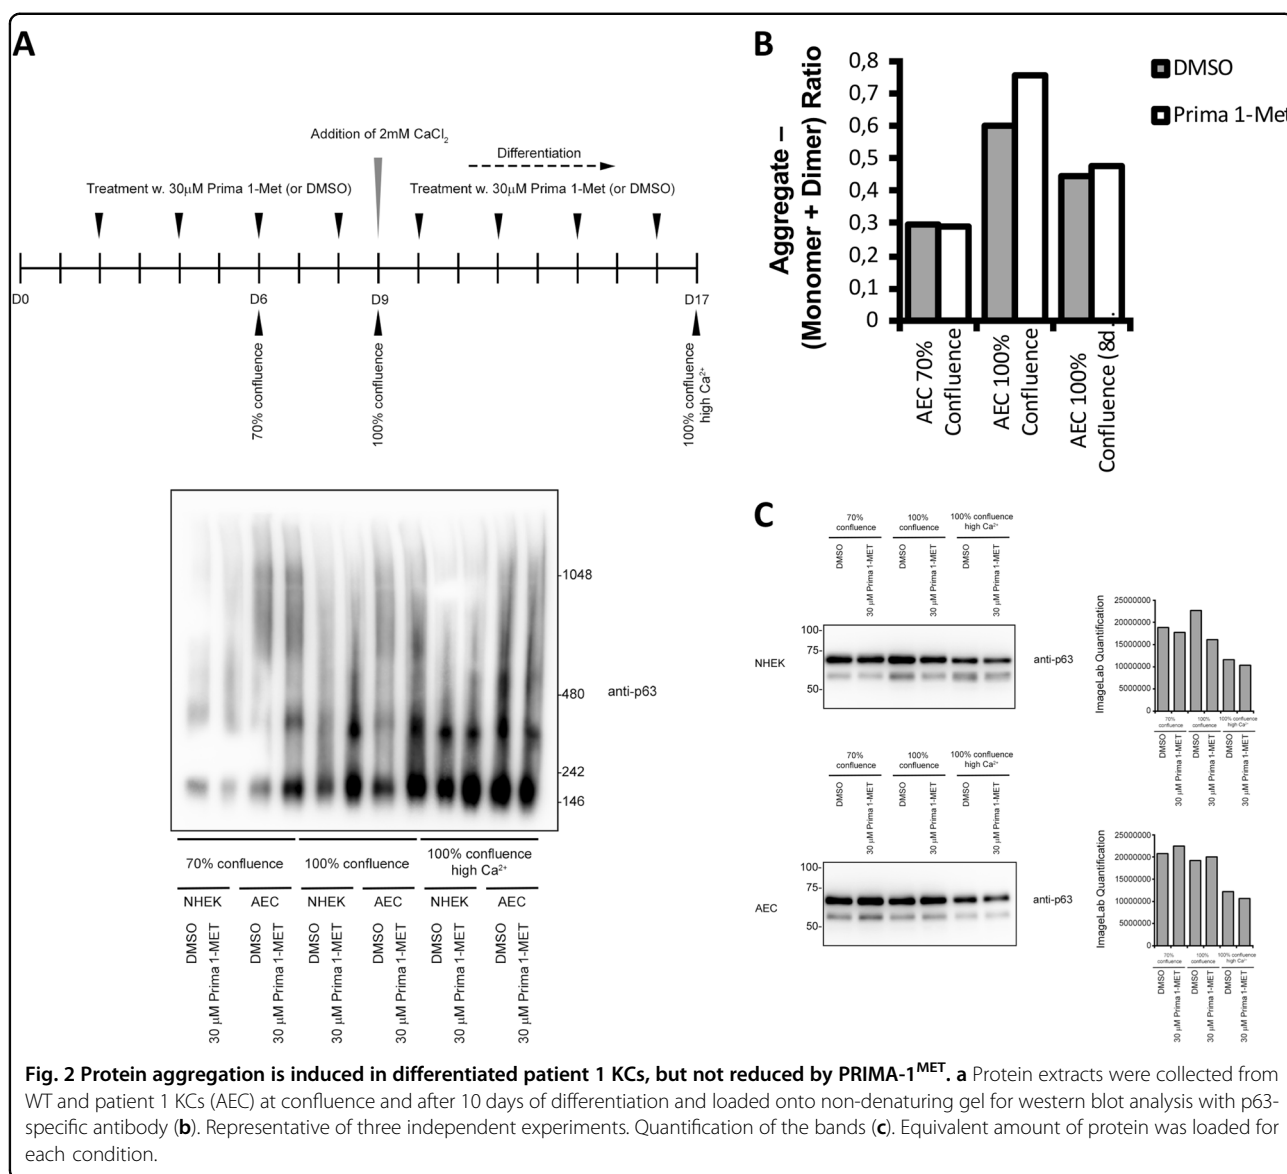 A
Addition of 2mM CaCl2
Differentiation
Treatment w. 30µM Prima 1-Met (or DMSO)
Treatment w. 30µM Prima 1-Met (or DMSO)
D0
D6
D9
D17
70% confluence
100% confluence
100% confluence
high Ca2+
1048
480
242
146
anti-p63
70% confluence
100% confluence
100% confluence
high Ca2+
NHEK
AEC
NHEK
AEC
NHEK
AEC
DMSO
30 µM Prima 1-MET
DMSO
30 µM Prima 1-MET
DMSO
30 µM Prima 1-MET
DMSO
30 µM Prima 1-MET
DMSO
30 µM Prima 1-MET
DMSO
30 µM Prima 1-MET
B
Aggregate –
(Monomer + Dimer) Ratio
0,8
0,7
0,6
0,5
0,4
0,3
0,2
0,1
0
AEC 70%
Confluence
AEC 100%
Confluence
AEC 100%
Confluence (8d..
DMSO
Prima 1-Met
C
70%
confluence
100%
confluence
100% confluence
high Ca2+
DMSO
30 µM Prima 1-MET
DMSO
30 µM Prima 1-MET
DMSO
30 µM Prima 1-MET
NHEK
100-
75-
50-
anti-p63
ImageLab Quantification
25000000
20000000
15000000
10000000
5000000
0
70%
confluence
100%
confluence
100% confluence
high Ca2+
DMSO
30 µM Prima 1-MET
DMSO
30 µM Prima 1-MET
DMSO
30 µM Prima 1-MET
70%
confluence
100%
confluence
100% confluence
high Ca2+
DMSO
30 µM Prima 1-MET
DMSO
30 µM Prima 1-MET
DMSO
30 µM Prima 1-MET
AEC
100-
75-
50-
anti-p63
ImageLab Quantification
25000000
20000000
15000000
10000000
5000000
0
70%
confluence
100%
confluence
100% confluence
high Ca2+
DMSO
30 µM Prima 1-MET
DMSO
30 µM Prima 1-MET
DMSO
30 µM Prima 1-MET
Fig. 2 Protein aggregation is induced in differentiated patient 1 KCs, but not reduced by PRIMA-1MET. a Protein extracts were collected from
WT and patient 1 KCs (AEC) at confluence and after 10 days of differentiation and loaded onto non-denaturing gel for western blot analysis with p63-
specific antibody (b). Representative of three independent experiments. Quantification of the bands (c). Equivalent amount of protein was loaded for
each condition.